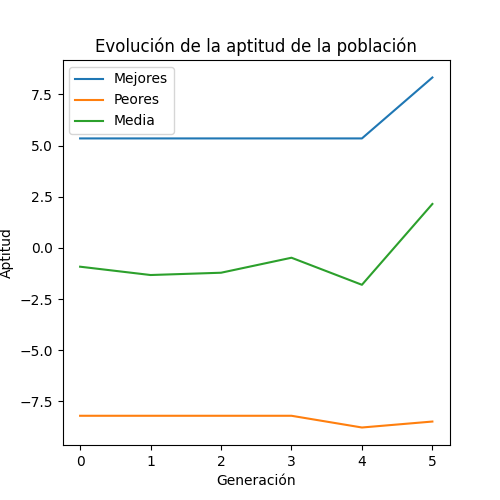 Evolución de la aptitud de la población
Mejores
Peores
Media
Aptitud
7.5
5.0
2.5
0.0
−2.5
−5.0
−7.5
0 1 2 3 4 5
Generación